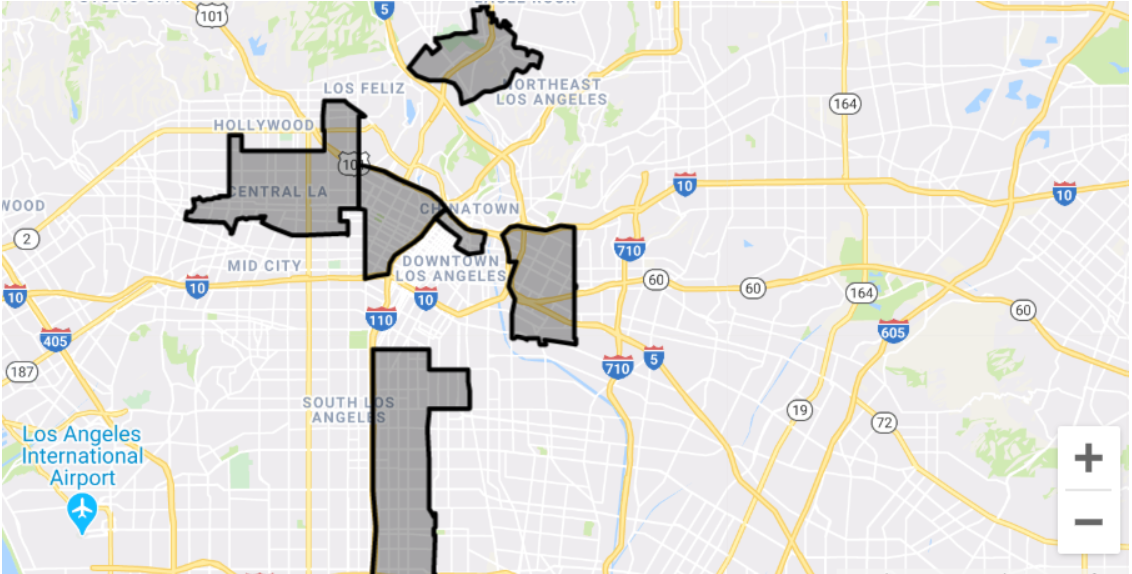 101
5
LOS FELIZ
NORTHEAST
LOS ANGELES
164
HOLLYWOOD
101
10
CENTRAL LA
10
WOOD
CHINATOWN
2
710
MID CITY
DOWNTOWN
LOS ANGELES
60
60
10
10
10
164
60
110
605
405
710
5
187
SOUTH LOS
ANGELES
19
72
Los Angeles
International
Airport
+
−